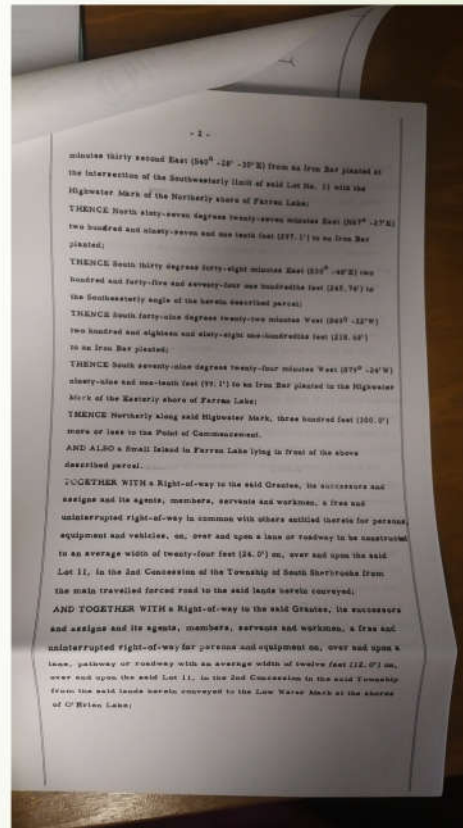 - 2 -
minutes thirty second East (S40° -28' -30"E) from an Iron Bar planted at
the intersection of the Southwesterly limit of said Lot No. 11 with the
Highwater Mark of the Northerly shore of Farren Lake;
THENCE North sixty-seven degrees twenty-seven minutes East (N67° -27'E)
two hundred and ninety-seven and one tenth feet (297.1') to an Iron Bar
planted;
THENCE South thirty degrees forty-eight minutes East (S30° -48'E) two
hundred and forty-five and seventy-four one hundredths feet (245.74') to
the Southeasterly angle of the herein described parcel;
THENCE South forty-nine degrees twenty-two minutes West (S49° -22'W)
two hundred and eighteen and sixty-eight one-hundredths feet (218.68')
to an Iron Bar planted;
THENCE South seventy-nine degrees twenty-four minutes West (S79° -24'W)
ninety-nine and one-tenth feet (99.1') to an Iron Bar planted to the Highwater
Mark of the Easterly shore of Farren Lake;
THENCE Northerly along said Highwater Mark, three hundred feet (300.0')
more or less to the Point of Commencement.
AND ALSO a Small Island in Farren Lake lying in front of the above
described parcel.
TOGETHER WITH a Right-of-way to the said Grantee, its successors and
assigns and its agents, members, servants and workmen, a free and
uninterrupted right-of-way in common with others entitled thereto for persons,
equipment and vehicles, on, over and upon a lane or roadway to be constructed
to an average width of twenty-four feet (24.0') on, over and upon the said
Lot 11, in the 2nd Concession of the Township of South Sherbrooke from
the main travelled forced road to the said lands herein conveyed;
AND TOGETHER WITH a Right-of-way to the said Grantee, its successors
and assigns and its agents, members, servants and workmen, a free and
uninterrupted right-of-way for persons and equipment on, over and upon a
lane, pathway or roadway with an average width of twelve feet (12.0') on,
over and upon the said Lot 11, in the 2nd Concession in the said Township
from the said lands herein conveyed to the Low Water Mark at the shores
of O'Brien Lake;